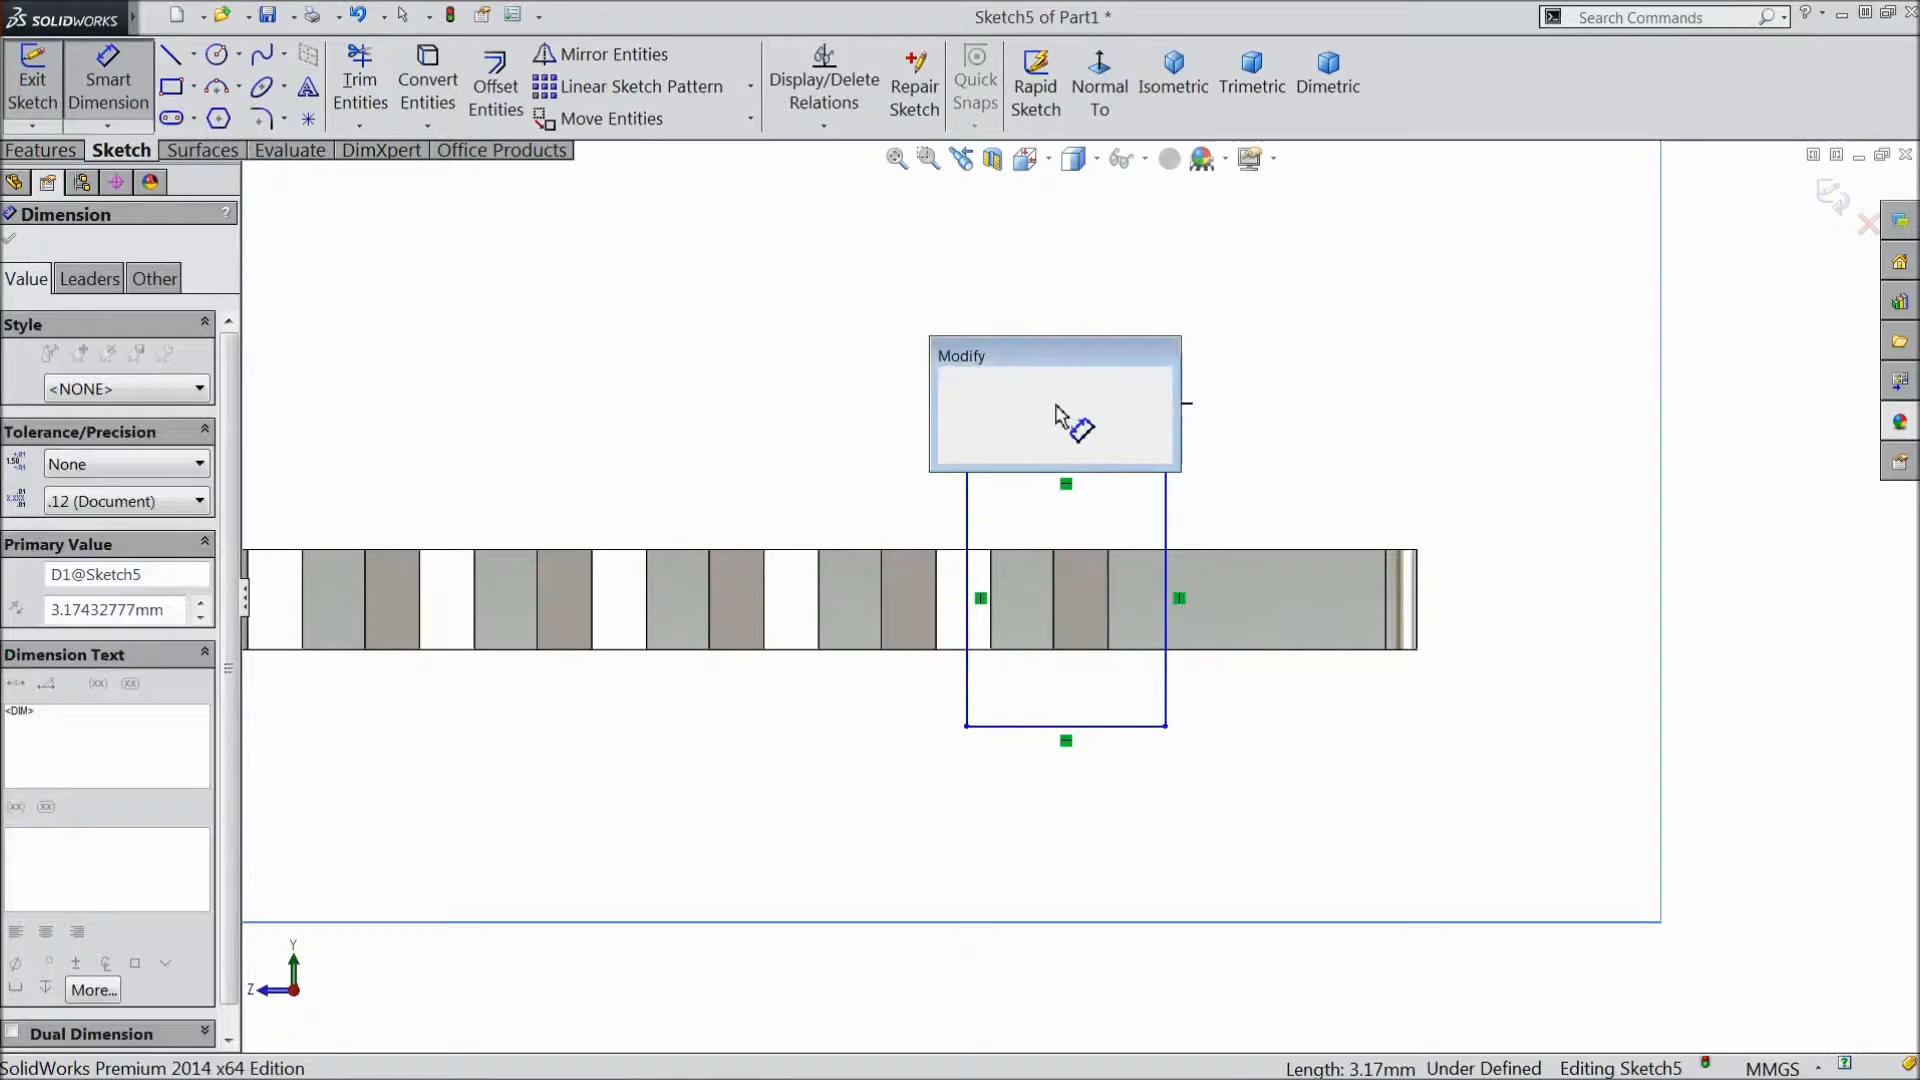 SOLIDWORKS
Sketch5 of Part1 *
Search Commands
Exit Sketch
Smart Dimension
Trim Entities
Convert Entities
Offset Entities
Mirror Entities
Linear Sketch Pattern
Move Entities
Display/Delete Relations
Repair Sketch
Quick Snaps
Rapid Sketch
Normal To
Isometric
Trimetric
Dimetric
Features
Sketch
Surfaces
Evaluate
DimXpert
Office Products
Dimension
?
Value
Leaders
Other
Style
<NONE>
Tolerance/Precision
None
.12 (Document)
Primary Value
D1@Sketch5
3.17432777mm
Dimension Text
(xx) (xx)
<DIM>
(xx) (xx)
More...
Dual Dimension
Modify
Y
Z
SolidWorks Premium 2014 x64 Edition
Length: 3.17mm
Under Defined
Editing Sketch5
MMGS